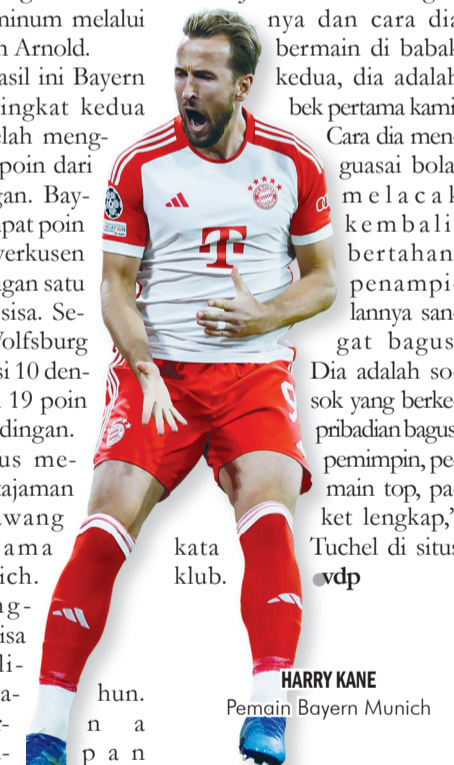 minum melalui
Arnold.
asil ini Bayern
ingkat kedua
elah meng-
poin dari
gan. Bay-
pat poin
verkusen
gan satu
sisa. Se-
Wolfsburg
si 10 den-
19 poin
dingan.
us me-
tajaman
awang
ama
ich.
ng-
isa
li-
a- hun.
n a
p a n
nya dan cara dia
bermain di babak
kedua, dia adalah
bek pertama kami
Cara dia men-
guasai bola
melacak
kembali
bertahan
penampi-
lannya san-
gat bagus
Dia adalah so-
sok yang berke-
pribadian bagus
pemimpin, pe-
main top, pa-
ket lengkap,”
kata Tuchel di situs
klub. ●vdp
T
9
HARRY KANE
Pemain Bayern Munich